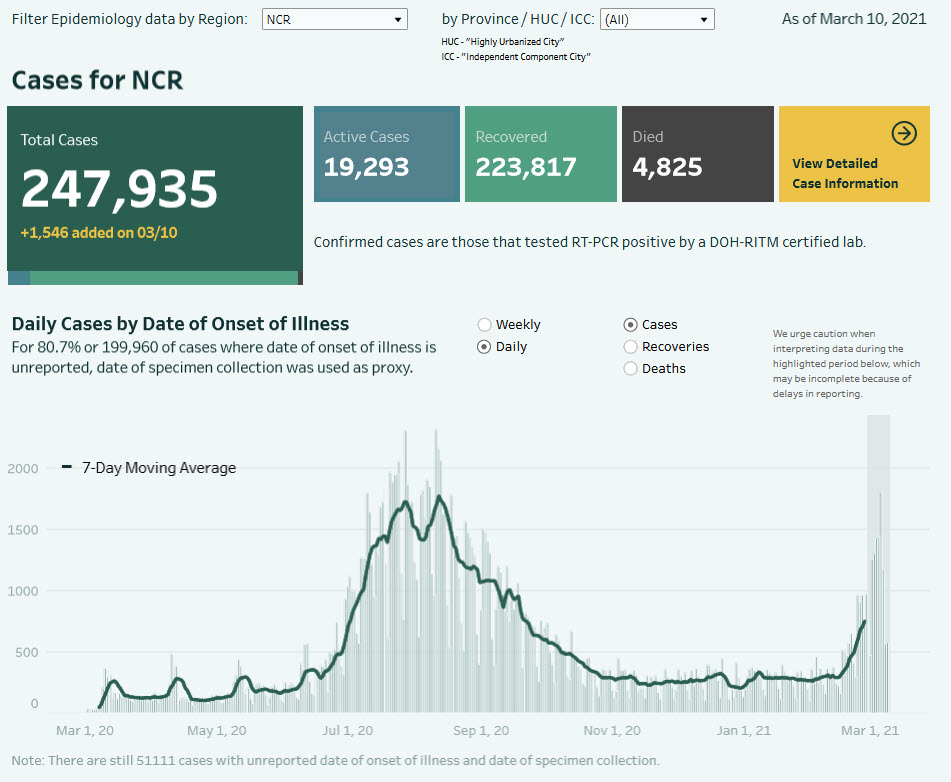 Filter Epidemiology data by Region: NCR by Province / HUC / ICC: (All) As of March 10, 2021
HUC - "Highly Urbanized City"
ICC - "Independent Component City"
Cases for NCR
Total Cases
247,935
+1,546 added on 03/10
Active Cases
19,293
Recovered
223,817
Died
4,825
View Detailed
Case Information
Confirmed cases are those that tested RT-PCR positive by a DOH-RITM certified lab.
Daily Cases by Date of Onset of Illness
For 80.7% or 199,960 of cases where date of onset of illness is
unreported, date of specimen collection was used as proxy.
Weekly
Daily
Cases
Recoveries
Deaths
We urge caution when
interpreting data during the
highlighted period below, which
may be incomplete because of
delays in reporting.
7-Day Moving Average
2000
1500
1000
500
0
Mar 1, 20 May 1, 20 Jul 1, 20 Sep 1, 20 Nov 1, 20 Jan 1, 21 Mar 1, 21
Note: There are still 51111 cases with unreported date of onset of illness and date of specimen collection.